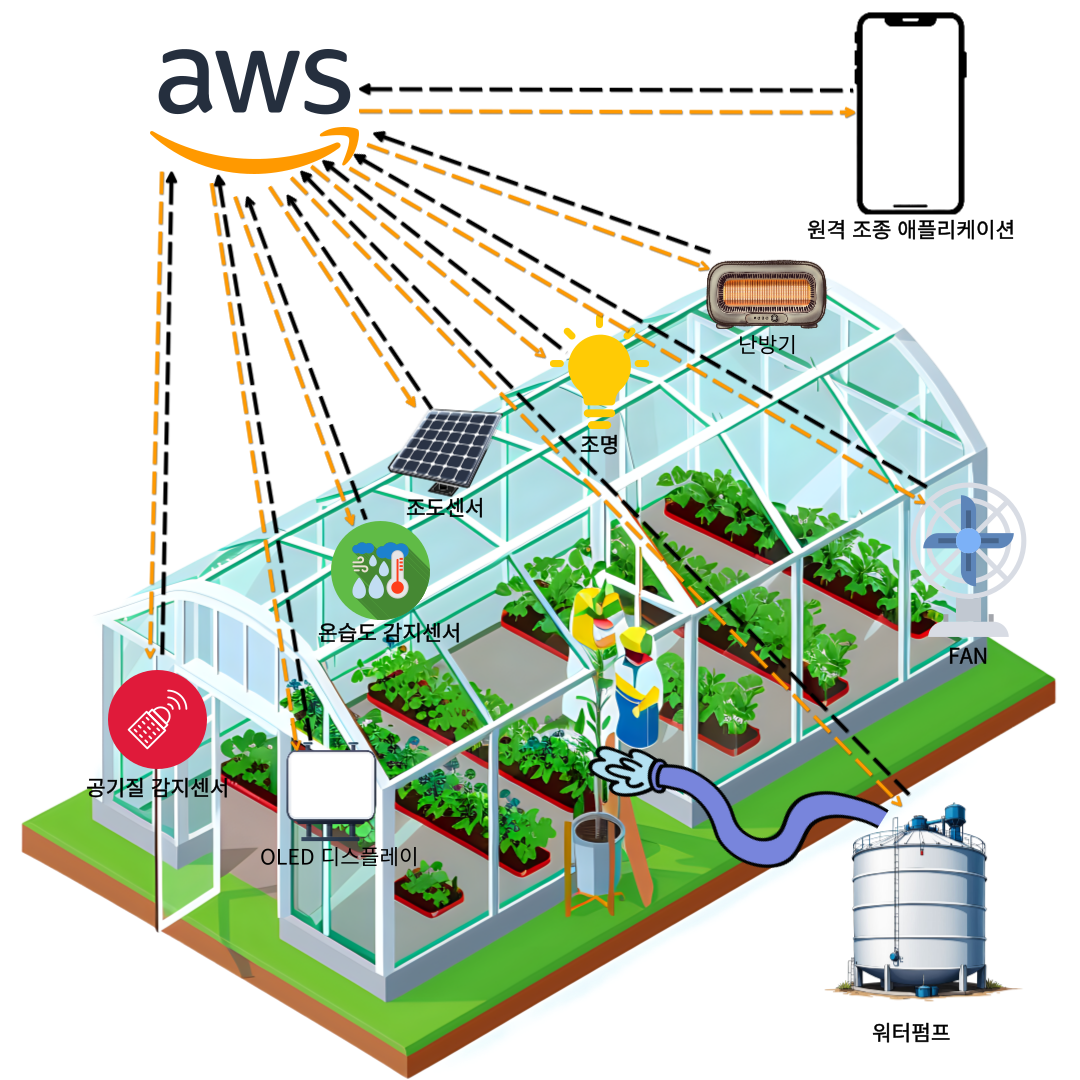 aws
원격 조종 애플리케이션
난방기
조명
조도센서
온습도 감지센서
FAN
공기질 감지센서
OLED 디스플레이
워터펌프